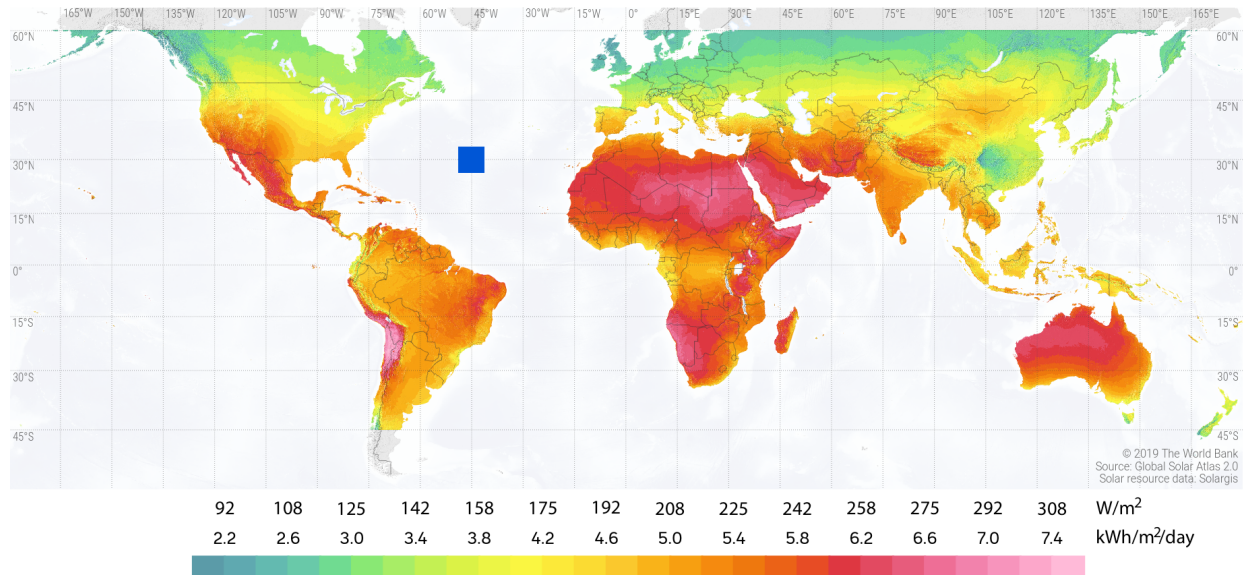 165°W 150°W 135°W 120°W 105°W 90°W 75°W 60°W 45°W 30°W 15°W 0° 15°E 30°E 45°E 60°E 75°E 90°E 105°E 120°E 135°E 150°E 165°E
60°N 60°N
45°N 45°N
30°N 30°N
15°N 15°N
0° 0°
15°S 15°S
30°S 30°S
45°S 45°S
© 2019 The World Bank
Source: Global Solar Atlas 2.0
Solar resource data: Solargis
92 108 125 142 158 175 192 208 225 242 258 275 292 308 W/m²
2.2 2.6 3.0 3.4 3.8 4.2 4.6 5.0 5.4 5.8 6.2 6.6 7.0 7.4 kWh/m²/day